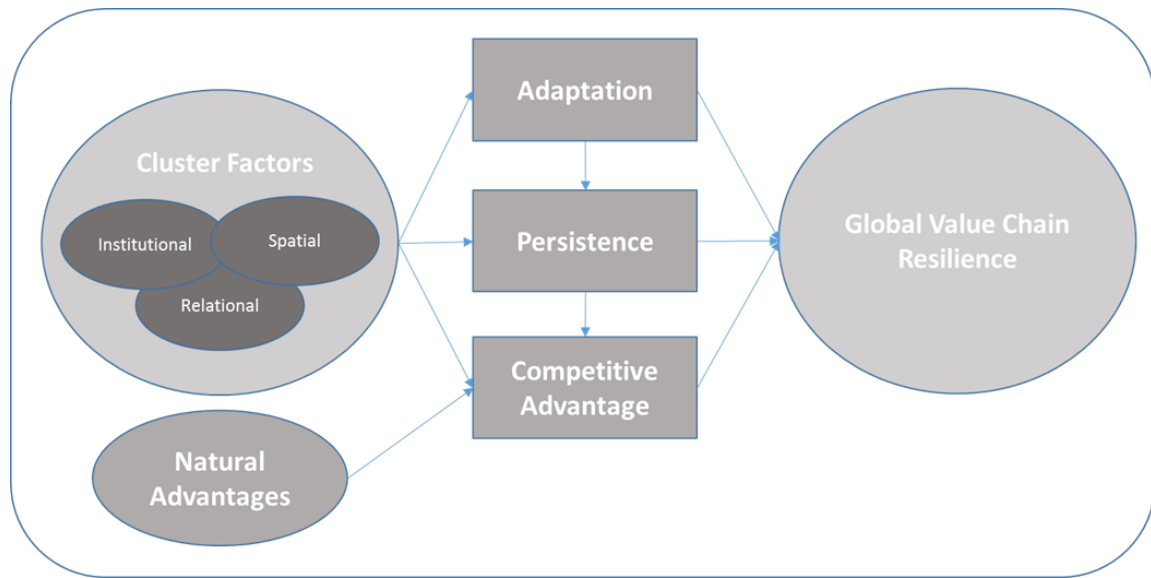 Cluster Factors
Institutional
Spatial
Relational
Natural
Advantages
Adaptation
Persistence
Competitive
Advantage
Global Value Chain
Resilience